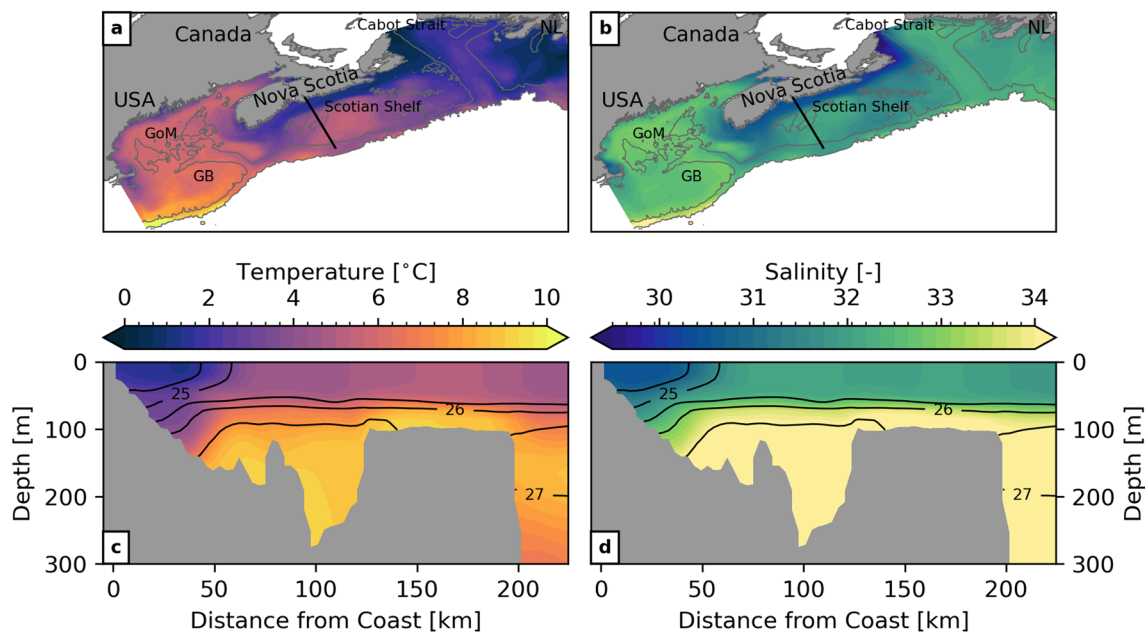 a
Canada
Cabot Strait
NL
USA
Nova Scotia
Scotian Shelf
GoM
GB
b
Canada
Cabot Strait
NL
USA
Nova Scotia
Scotian Shelf
GoM
GB
Temperature [°C]
0 2 4 6 8 10
Salinity [-]
30 31 32 33 34
0
100
200
300
Depth [m]
25
26
27
c
0 50 100 150 200
Distance from Coast [km]
25
26
27
d
0 50 100 150 200
Distance from Coast [km]
0
100
200
300
Depth [m]